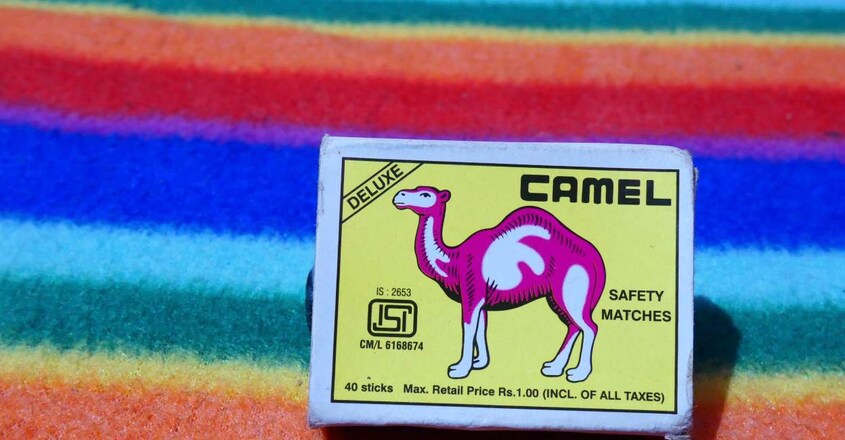 DELUXE
CAMEL
IS : 2653
ISI
CM/L 6168674
SAFETY
MATCHES
40 sticks Max. Retail Price Rs.1.00 (INCL. OF ALL TAXES)